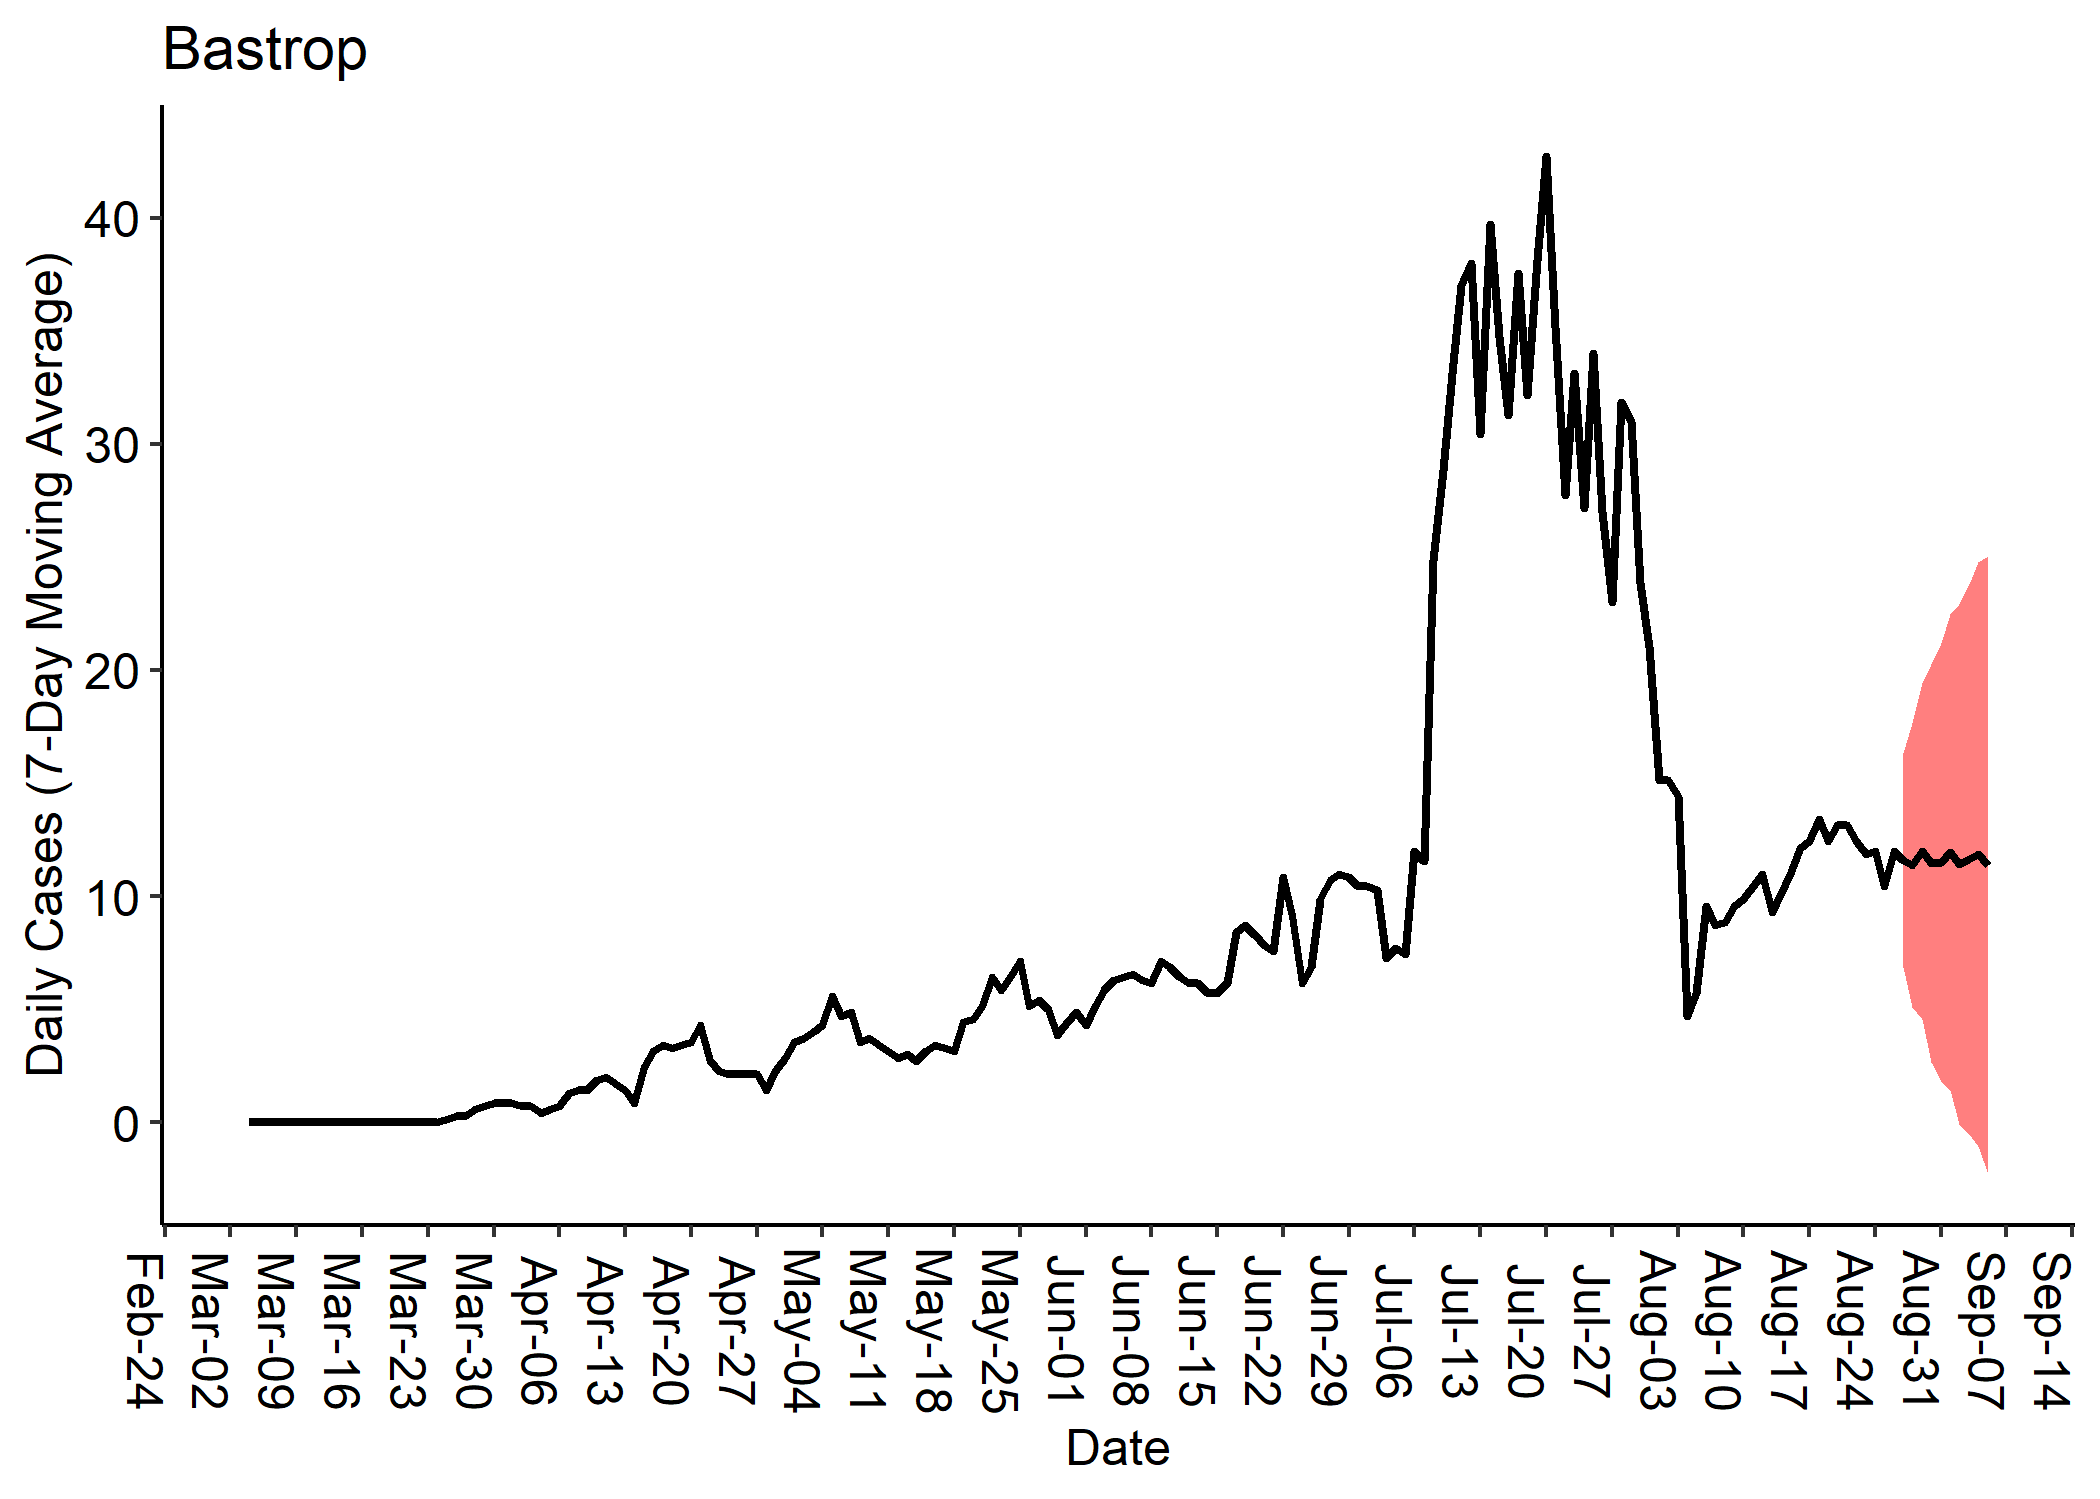 Bastrop
Daily Cases (7-Day Moving Average)
40
30
20
10
0
Feb-24
Mar-02
Mar-09
Mar-16
Mar-23
Mar-30
Apr-06
Apr-13
Apr-20
Apr-27
May-04
May-11
May-18
May-25
Jun-01
Jun-08
Jun-15
Jun-22
Jun-29
Jul-06
Jul-13
Jul-20
Jul-27
Aug-03
Aug-10
Aug-17
Aug-24
Aug-31
Sep-07
Sep-14
Date